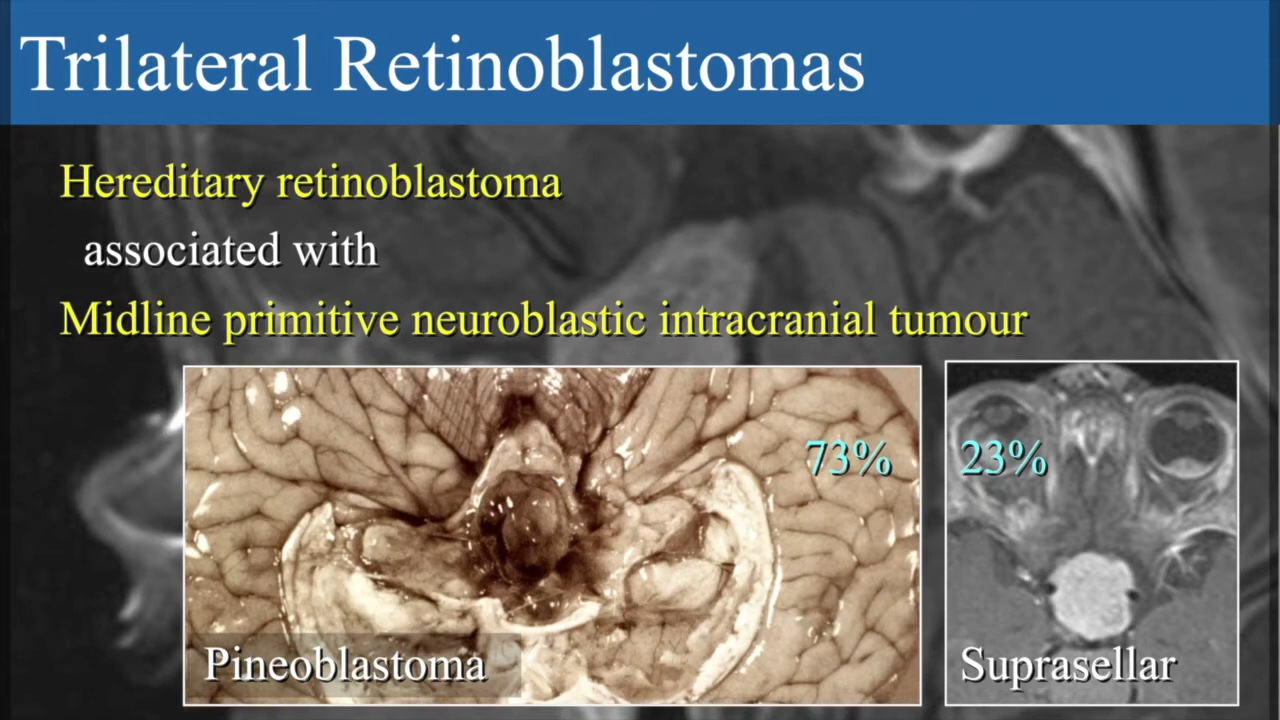 Trilateral Retinoblastomas
Hereditary retinoblastoma
associated with
Midline primitive neuroblastic intracranial tumour
73%
23%
Pineoblastoma
Suprasellar